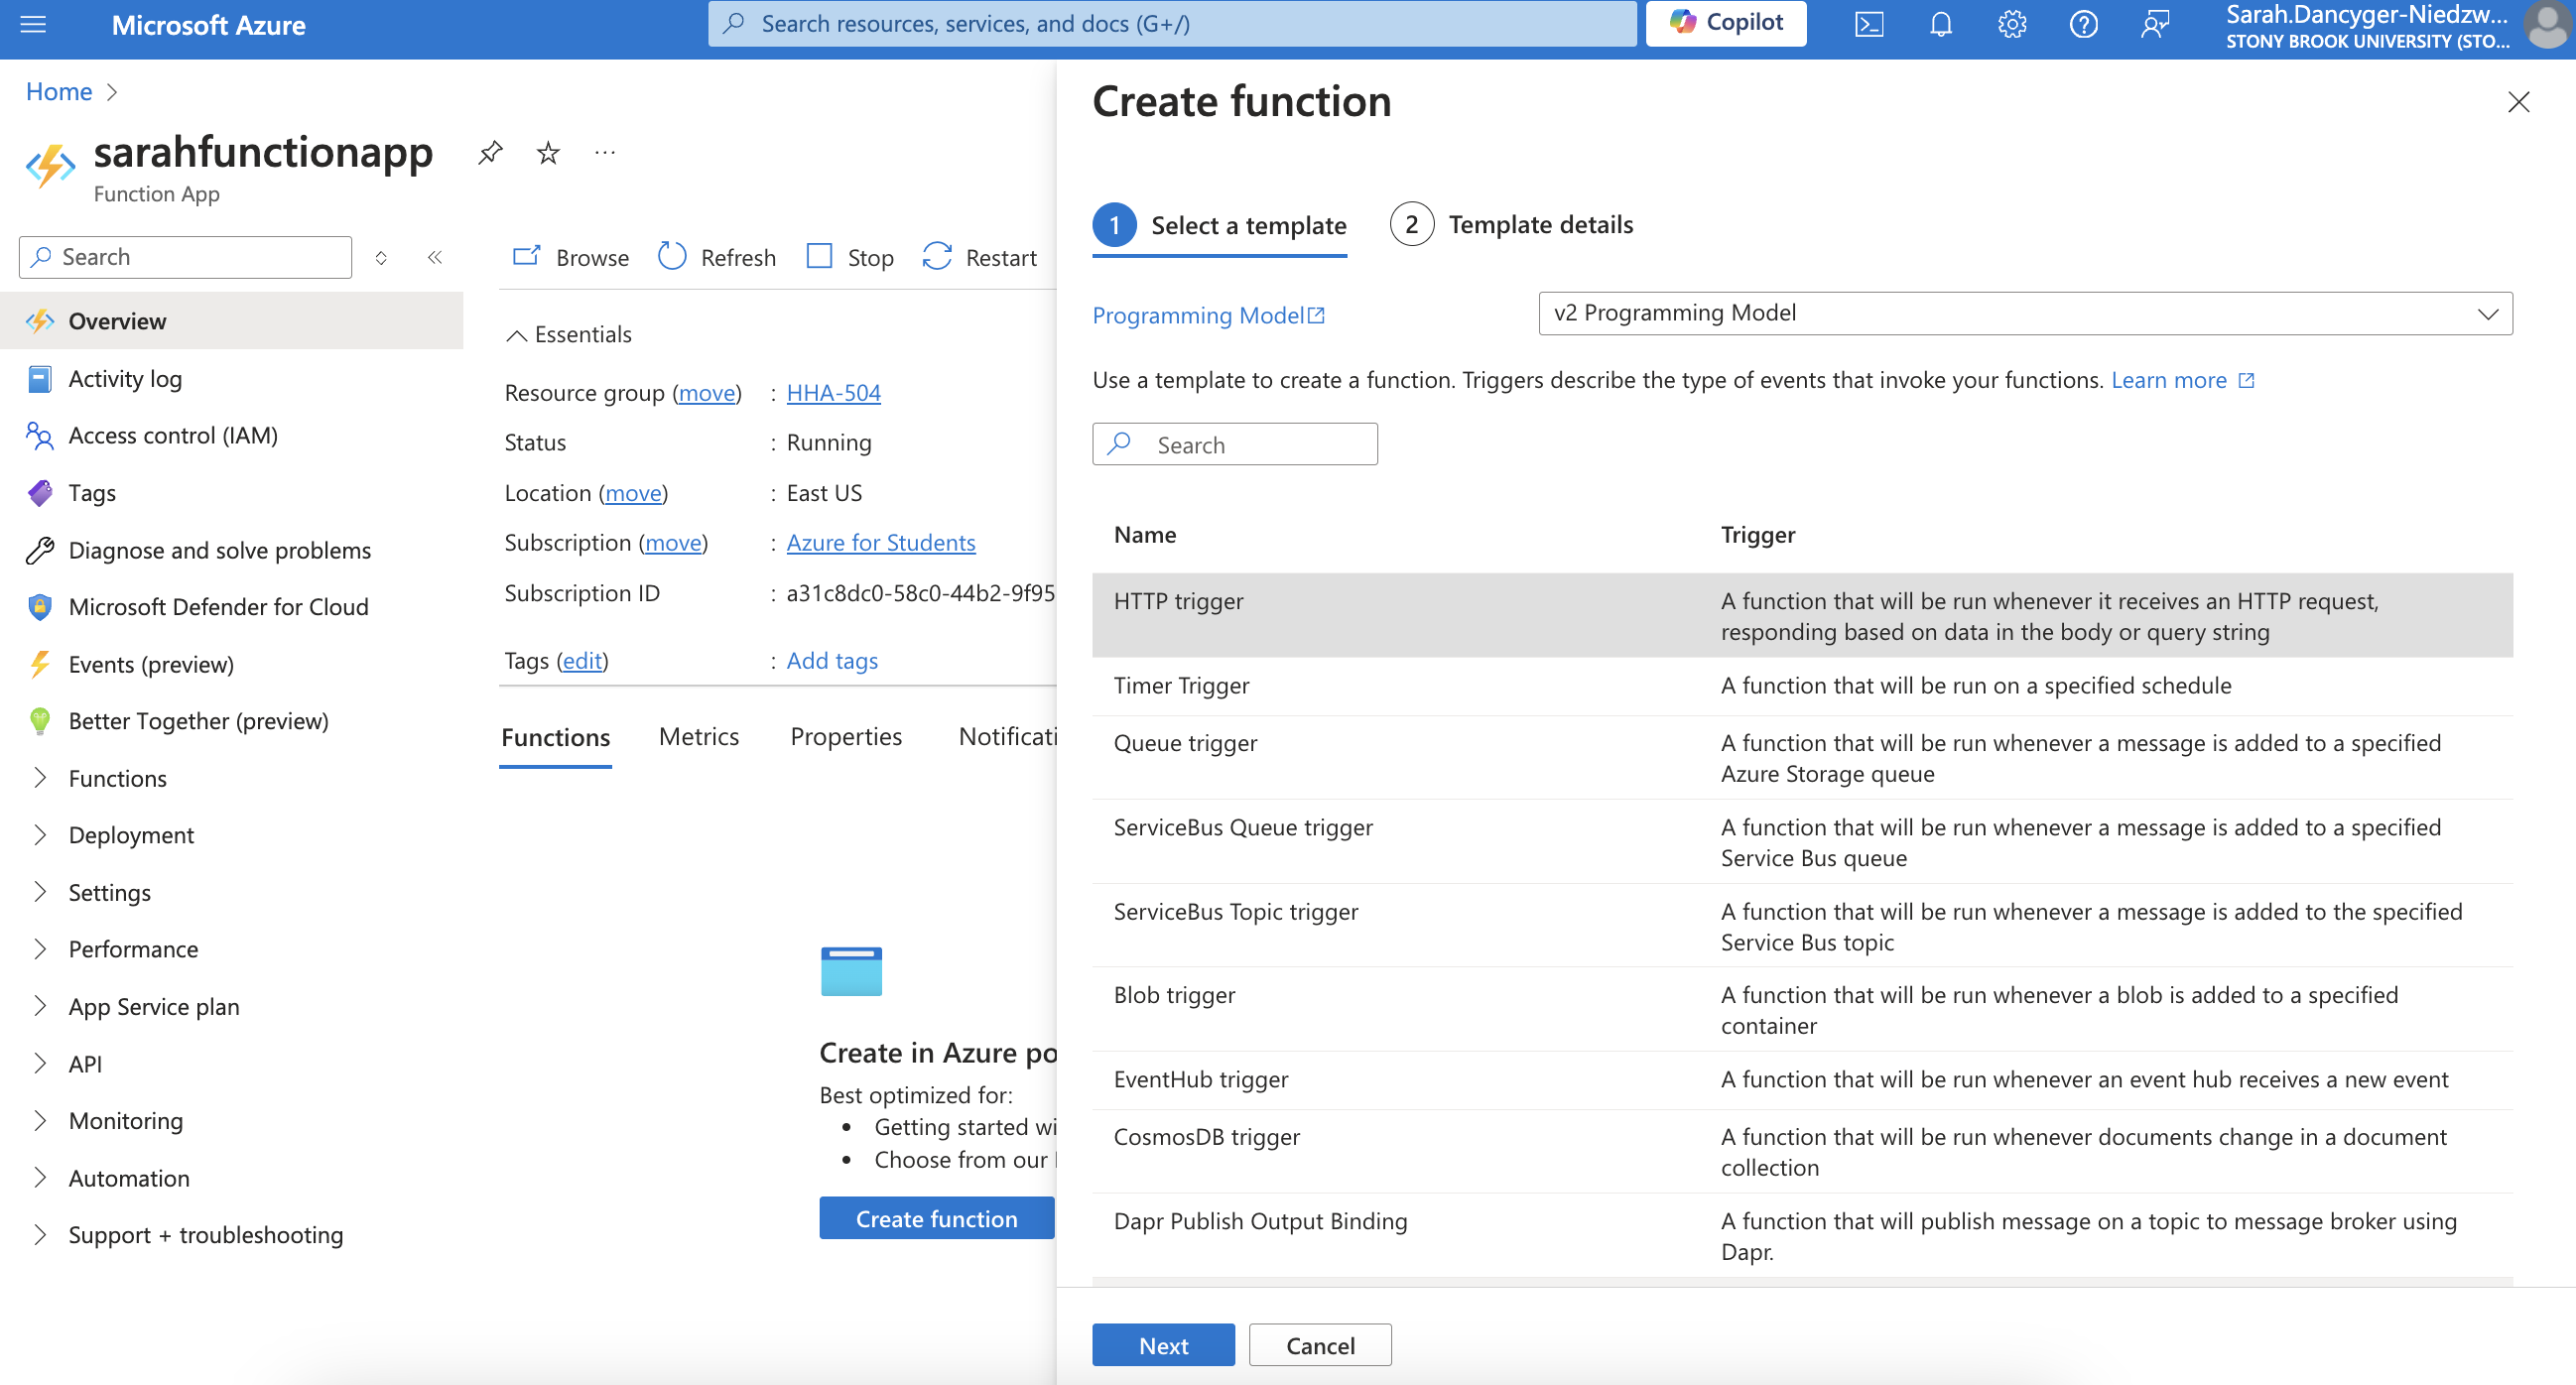 Microsoft Azure
Search resources, services, and docs (G+/)
Copilot
Sarah.Dancyger-Niedzw...
STONY BROOK UNIVERSITY (STO...
Home
sarahfunctionapp
Function App
Search
Overview
Activity log
Access control (IAM)
Tags
Diagnose and solve problems
Microsoft Defender for Cloud
Events (preview)
Better Together (preview)
Functions
Deployment
Settings
Performance
App Service plan
API
Monitoring
Automation
Support + troubleshooting
Browse Refresh Stop Restart
Essentials
Resource group (move) : HHA-504
Status : Running
Location (move) : East US
Subscription (move) : Azure for Students
Subscription ID : a31c8dc0-58c0-44b2-9f95
Tags (edit) : Add tags
Functions Metrics Properties Notificati
Create in Azure po
Best optimized for:
• Getting started wi
• Choose from our
Create function
Create function
1 Select a template 2 Template details
Programming Model v2 Programming Model
Use a template to create a function. Triggers describe the type of events that invoke your functions. Learn more
Search
Name Trigger
HTTP trigger A function that will be run whenever it receives an HTTP request,
responding based on data in the body or query string
Timer Trigger A function that will be run on a specified schedule
Queue trigger A function that will be run whenever a message is added to a specified
Azure Storage queue
ServiceBus Queue trigger A function that will be run whenever a message is added to a specified
Service Bus queue
ServiceBus Topic trigger A function that will be run whenever a message is added to the specified
Service Bus topic
Blob trigger A function that will be run whenever a blob is added to a specified
container
EventHub trigger A function that will be run whenever an event hub receives a new event
CosmosDB trigger A function that will be run whenever documents change in a document
collection
Dapr Publish Output Binding A function that will publish message on a topic to message broker using
Dapr.
Next Cancel